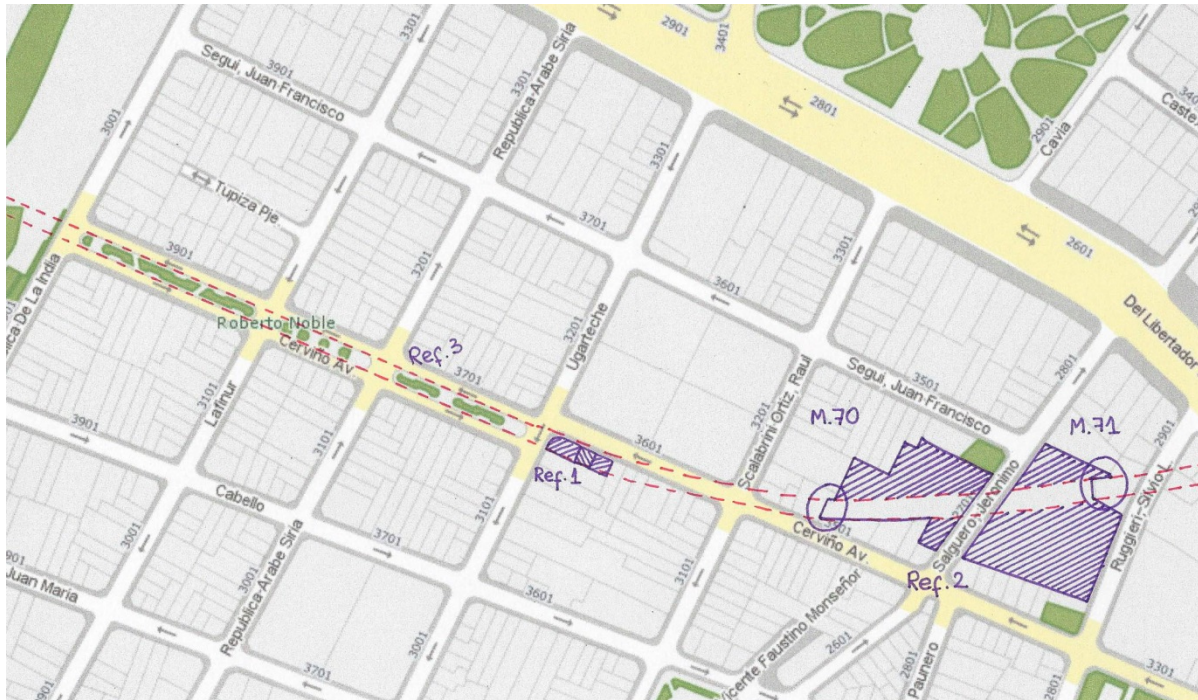 3301
3301
Segui, Juan Francisco
3901
3001
Tupiza Pje.
3901
Republica Arabe Siria
3301
2901
3401
2801
2901
Cavia
3401
2601
Del Libertador
3301
3701
3601
3301
3201
3201
Ugarteche
Roberto Noble
Cerviño Av
Ref.3
3701
3601
Scalabrini Ortiz, Raul
3201
Segui, Juan Francisco
3501
2801
2901
M.70
M.71
Ref.1
Salguero, Jeronimo
2701
Ruggieri, Silvio L.
Cerviño Av.
Ref.2
3101
Lafinur
3101
3901
Cabello
3101
3701
3601
3101
3001
3001
Republica Arabe Siria
3001
Juan Maria
3701
Vicente Faustino Monseñor
2601
2801
Paunero
3301